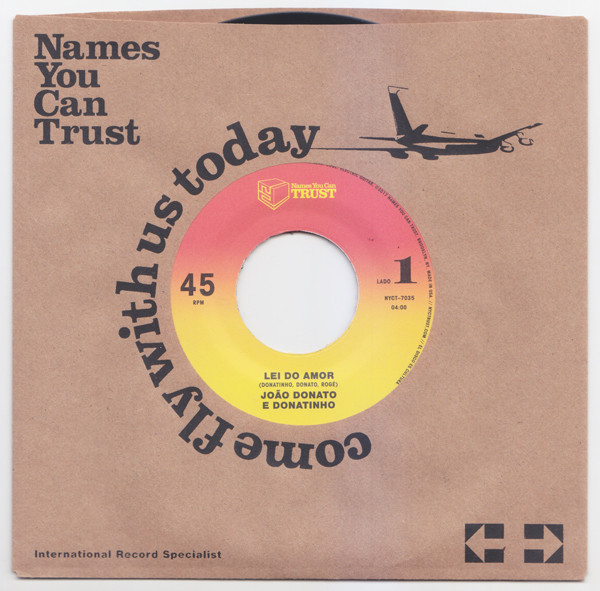 Names
You
Can
Trust
come fly with us today
Names You Can
TRUST
45
RPM
LADO 1
NYCT-7035
04:00
LEI DO AMOR
(DONATINHO, DONATO, ROGÊ)
JOÃO DONATO
E DONATINHO
International Record Specialist